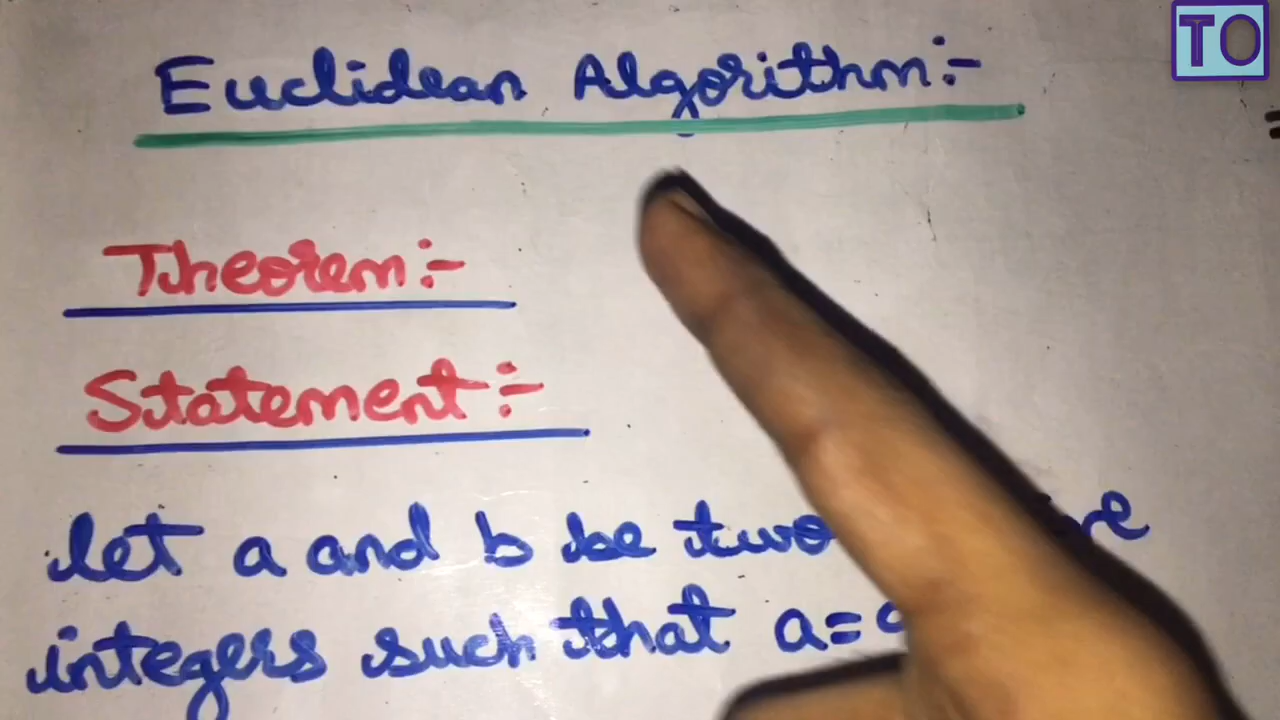 TO
Euclidean Algorithm:-
Theorem:-
Statement:-
let a and b be two
integers such that a=